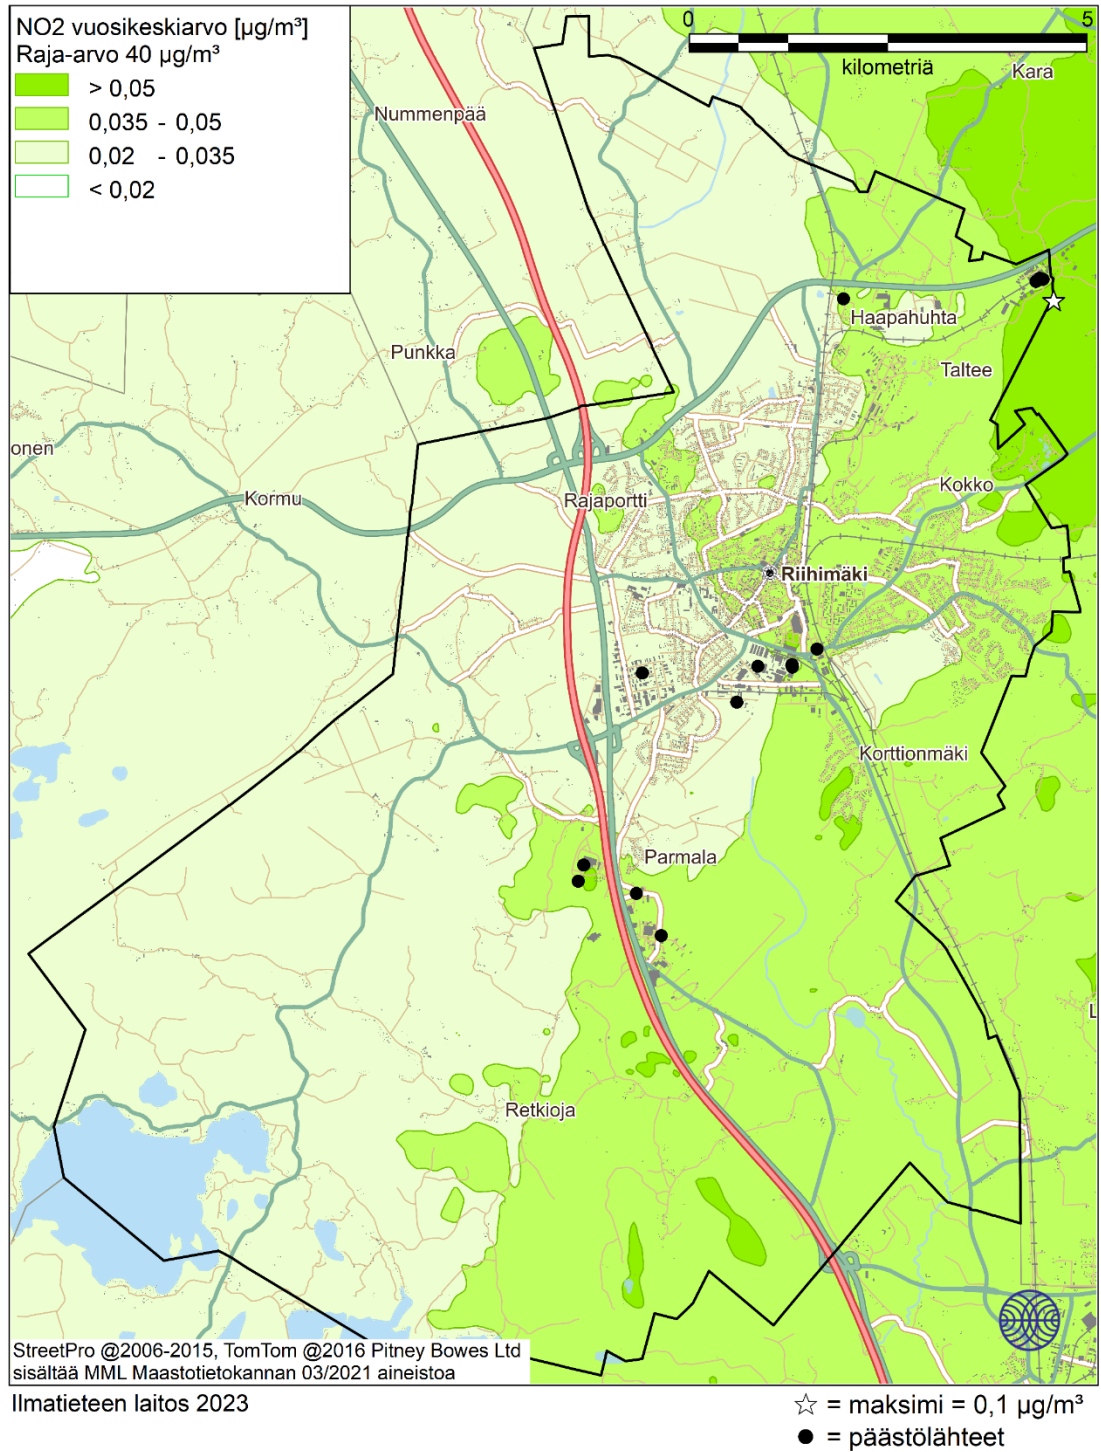 NO2 vuosikeskiarvo [µg/m³]
Raja-arvo 40 µg/m³
> 0,05
0,035 - 0,05
0,02 - 0,035
< 0,02
0 5
kilometriä
Kara
Nummenpää
Haapahuhta
Punkka
Taltee
onen
Kormu
Rajaportti
Kokko
Riihimäki
Korttionmäki
Parmala
L
Retkioja
StreetPro @2006-2015, TomTom @2016 Pitney Bowes Ltd
sisältää MML Maastotietokannan 03/2021 aineistoa
Ilmatieteen laitos 2023
☆ = maksimi = 0,1 µg/m³
● = päästölähteet